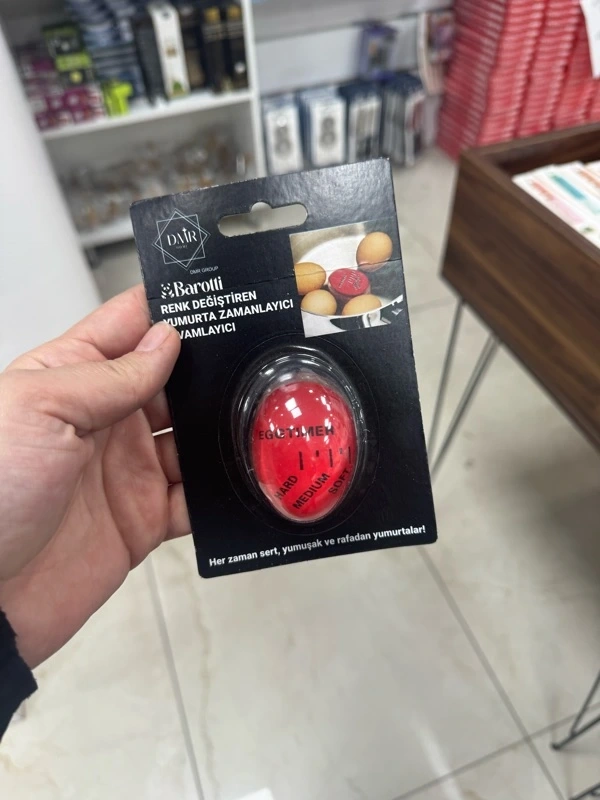 DMR
DMR GROUP
Barotti
RENK DEĞİŞTİREN
YUMURTA ZAMANLAYICI
EGG TIMER
HARD
MEDIUM
SOFT
Her zaman sert, yumuşak ve rafadan yumurtalar!